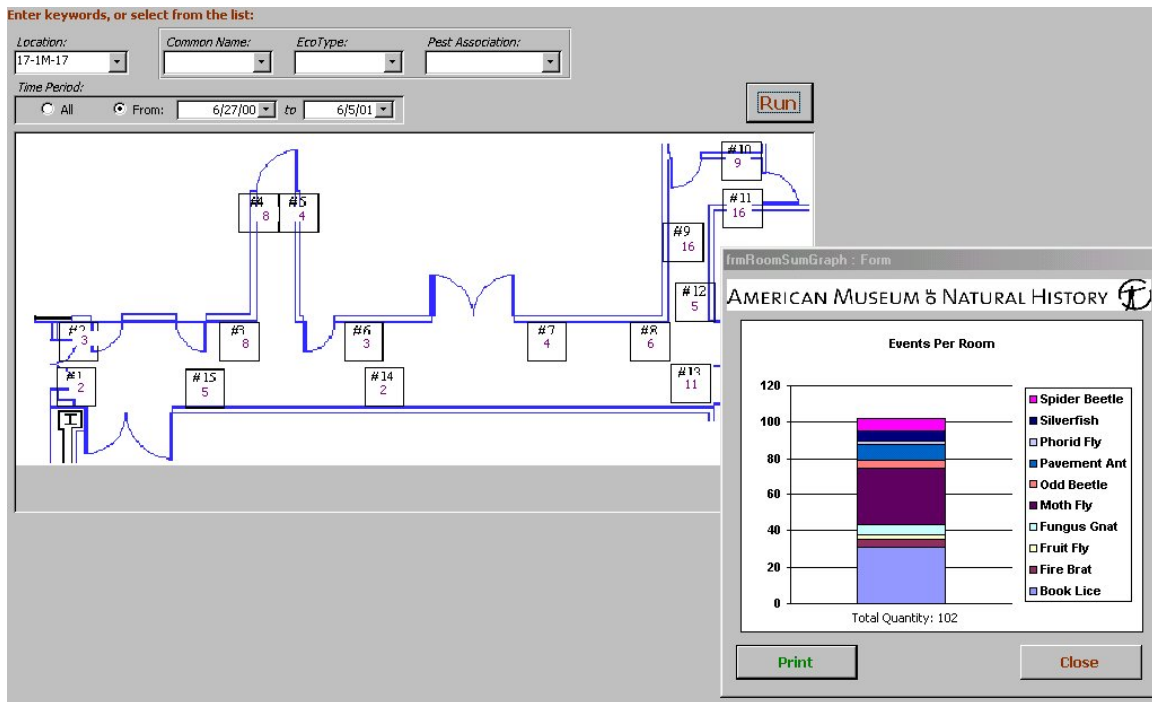 Enter keywords, or select from the list:
Location: Common Name: EcoType: Pest Association:
17-1M-17
Time Period:
All From: 6/27/00 to 6/5/01
Run
#10
9
#4 #5
8 4
#11
16
#9
16
#12
5
#2
3
#3
8
#6
3
#7
4
#8
6
#1
2
#15
5
#14
2
#13
11
frmRoomSumGraph : Form
AMERICAN MUSEUM OF NATURAL HISTORY
Events Per Room
120
100
80
60
40
20
0
Spider Beetle
Silverfish
Phorid Fly
Pavement Ant
Odd Beetle
Moth Fly
Fungus Gnat
Fruit Fly
Fire Brat
Book Lice
Total Quantity: 102
Print Close